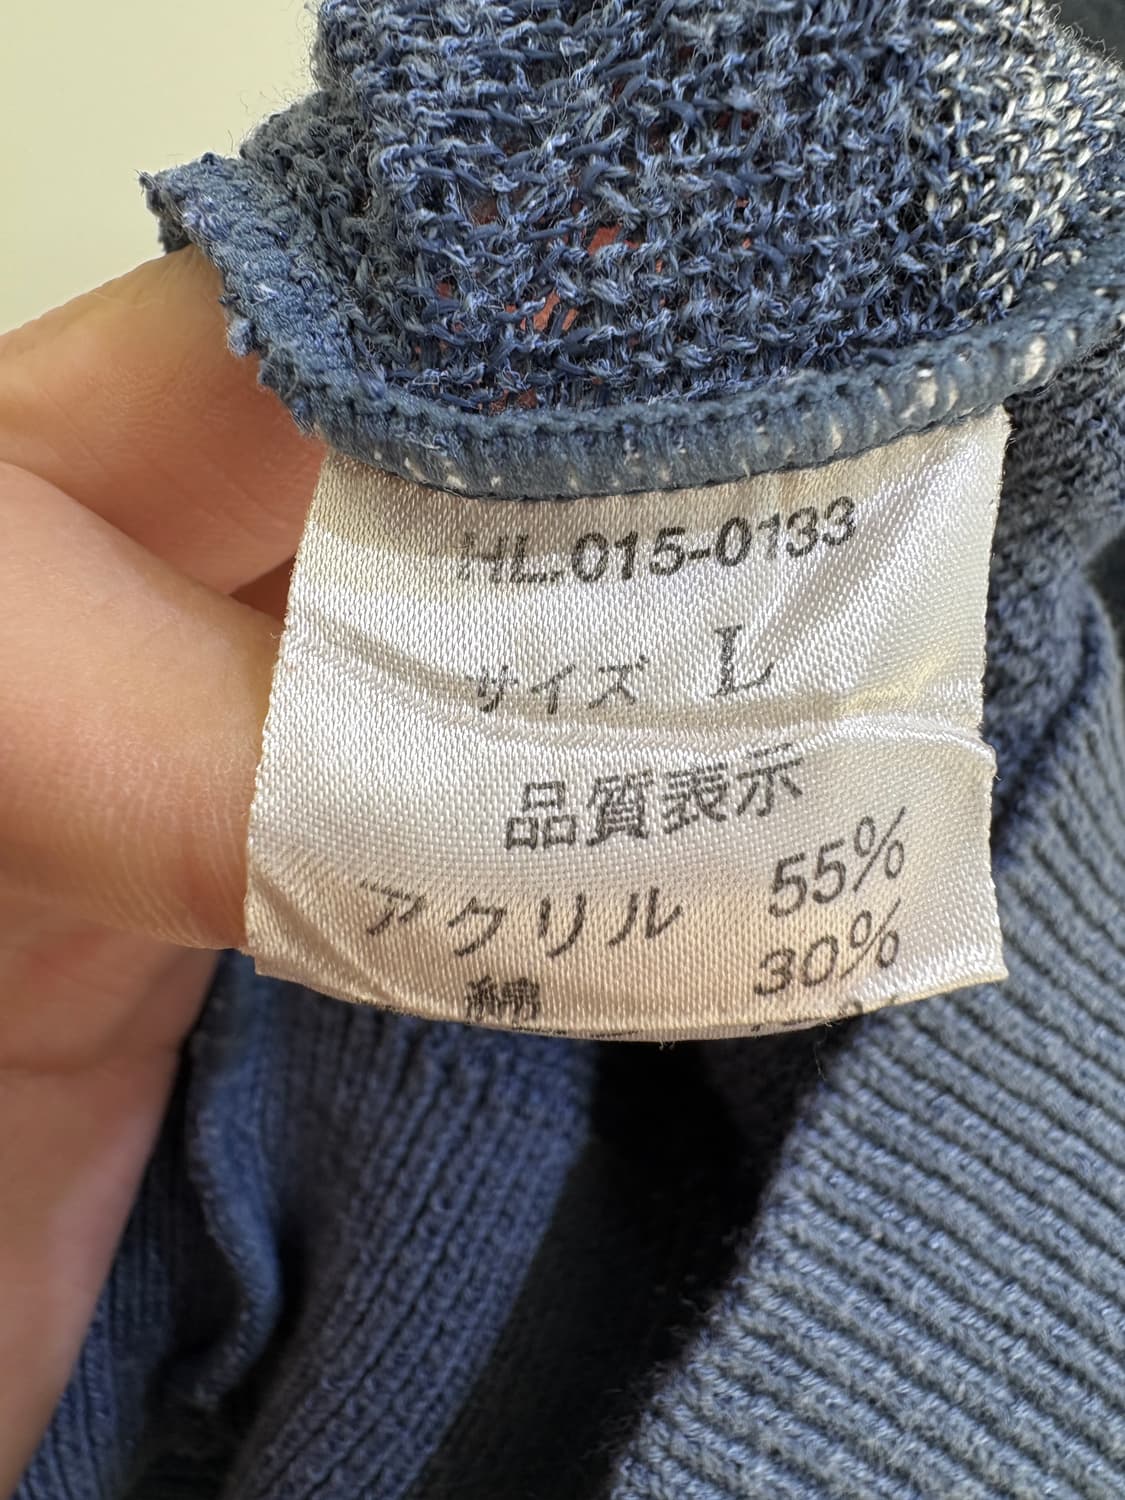 HL.015-0133
サイズ L
品質表示
アクリル 55%
綿 30%